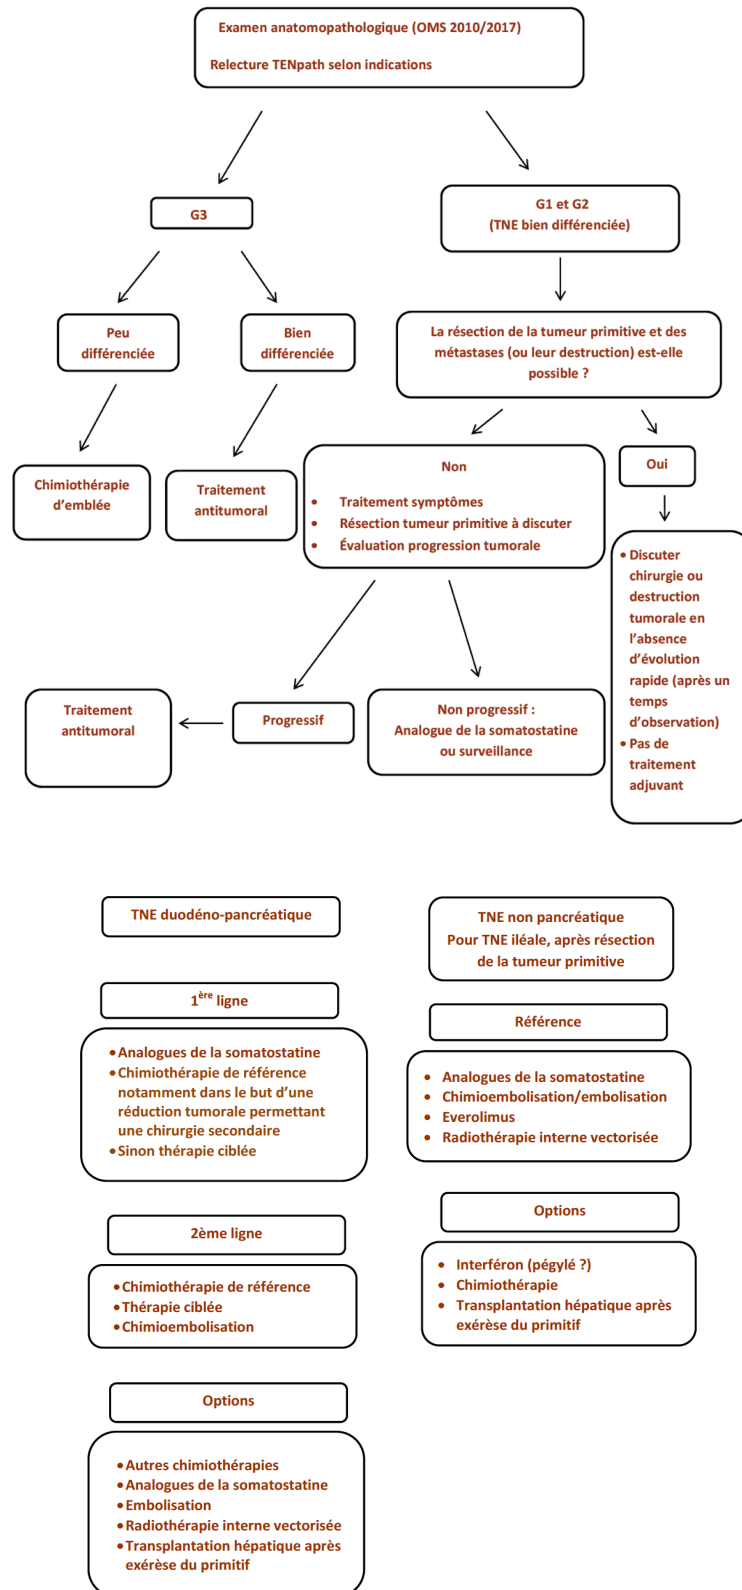 Examen anatomopathologique (OMS 2010/2017)
Relecture TENpath selon indications
G3
G1 et G2
(TNE bien différenciée)
Peu
différenciée
Bien
différenciée
La résection de la tumeur primitive et des
métastases (ou leur destruction) est-elle
possible ?
Chimiothérapie
d’emblée
Traitement
antitumoral
Non
• Traitement symptômes
• Résection tumeur primitive à discuter
• Évaluation progression tumorale
Oui
• Discuter
chirurgie ou
destruction
tumorale en
l’absence
d’évolution
rapide (après un
temps
d’observation)
• Pas de
traitement
adjuvant
Traitement
antitumoral
Progressif
Non progressif :
Analogue de la somatostatine
ou surveillance
TNE duodéno-pancréatique
1ère ligne
• Analogues de la somatostatine
• Chimiothérapie de référence
notamment dans le but d’une
réduction tumorale permettant
une chirurgie secondaire
• Sinon thérapie ciblée
2ème ligne
• Chimiothérapie de référence
• Thérapie ciblée
• Chimioembolisation
Options
• Autres chimiothérapies
• Analogues de la somatostatine
• Embolisation
• Radiothérapie interne vectorisée
• Transplantation hépatique après
exérèse du primitif
TNE non pancréatique
Pour TNE iléale, après résection
de la tumeur primitive
Référence
• Analogues de la somatostatine
• Chimioembolisation/embolisation
• Everolimus
• Radiothérapie interne vectorisée
Options
• Interféron (pégylé ?)
• Chimiothérapie
• Transplantation hépatique après
exérèse du primitif